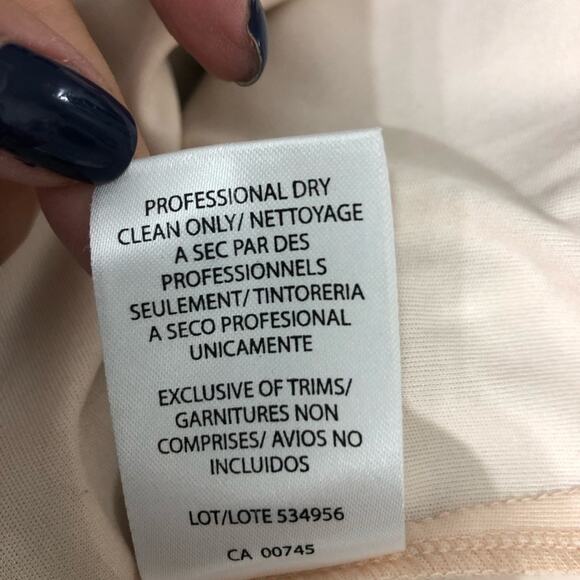 PROFESSIONAL DRY
CLEAN ONLY/ NETTOYAGE
A SEC PAR DES
PROFESSIONNELS
SEULEMENT/ TINTORERIA
A SECO PROFESIONAL
UNICAMENTE
EXCLUSIVE OF TRIMS/
GARNITURES NON
COMPRISES/ AVIOS NO
INCLUIDOS
LOT/LOTE 534956
CA 00745